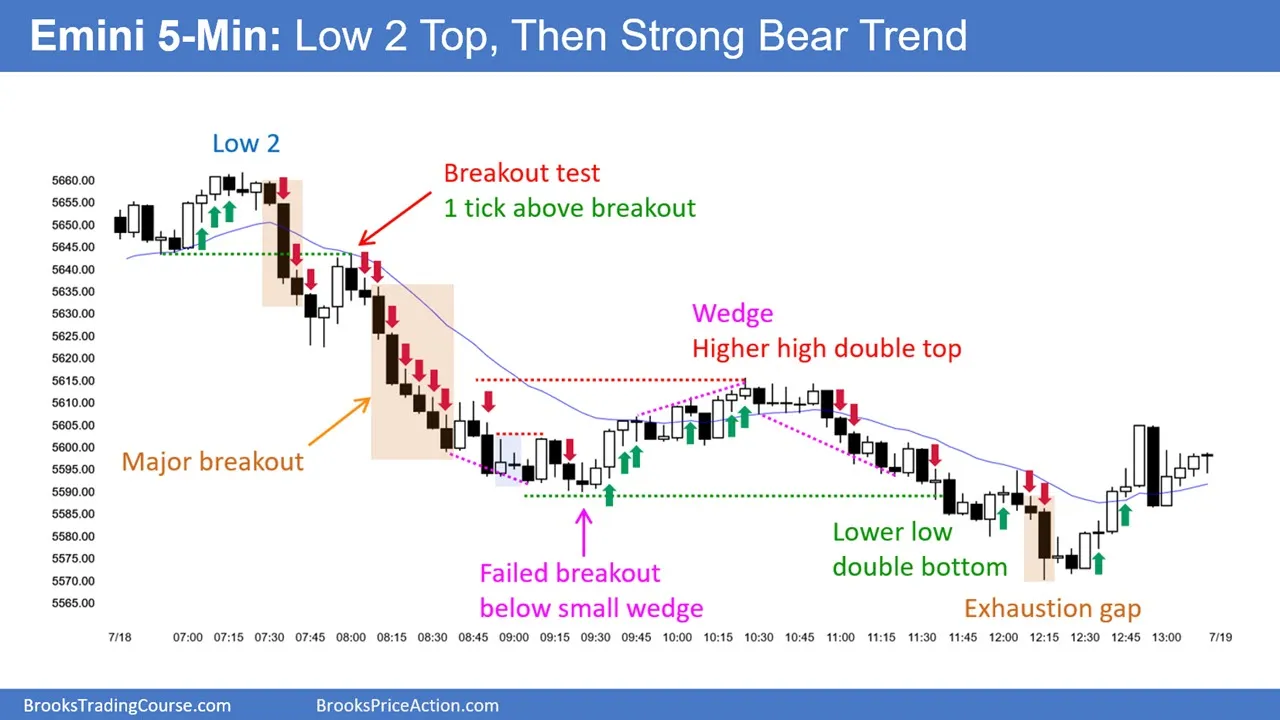 Emini 5-Min: Low 2 Top, Then Strong Bear Trend
Low 2
Breakout test
1 tick above breakout
Wedge
Higher high double top
Major breakout
Failed breakout
below small wedge
Lower low
double bottom
Exhaustion gap
5660.00
5655.00
5650.00
5645.00
5640.00
5635.00
5630.00
5625.00
5620.00
5615.00
5610.00
5605.00
5600.00
5595.00
5590.00
5585.00
5580.00
5575.00
5570.00
5565.00
7/18 07:00 07:15 07:30 07:45 08:00 08:15 08:30 08:45 09:00 09:15 09:30 09:45 10:00 10:15 10:30 10:45 11:00 11:15 11:30 11:45 12:00 12:15 12:30 12:45 13:00 7/19
BrooksTradingCourse.com BrooksPriceAction.com